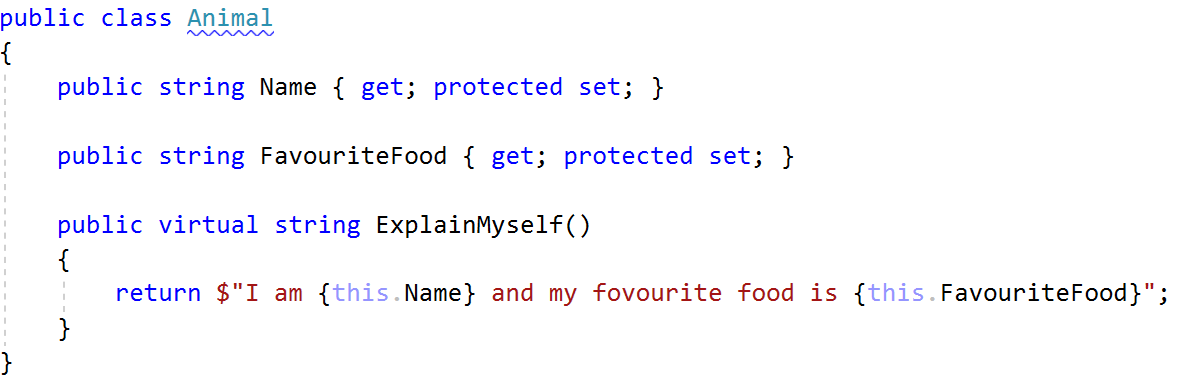 public class Animal
{
    public string Name { get; protected set; }
    public string FavouriteFood { get; protected set; }
    public virtual string ExplainMyself()
    {
        return $"I am {this.Name} and my fovourite food is {this.FavouriteFood}";
    }
}